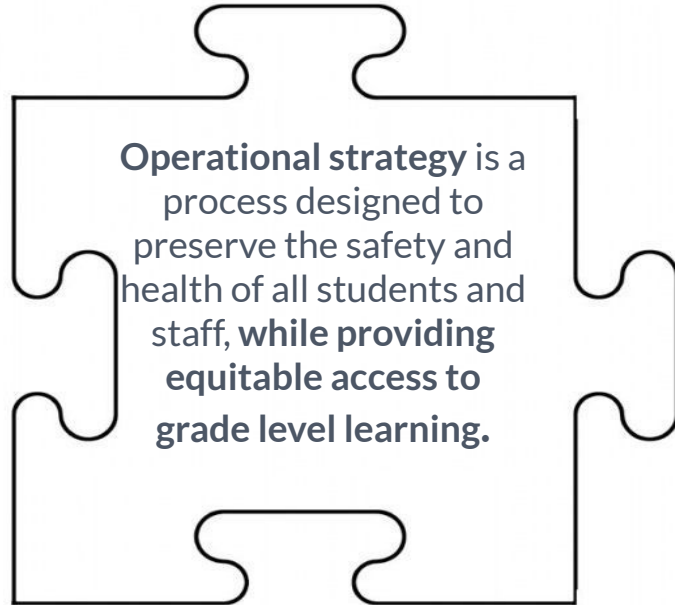 Operational strategy is a
process designed to
preserve the safety and
health of all students and
staff, while providing
equitable access to
grade level learning.